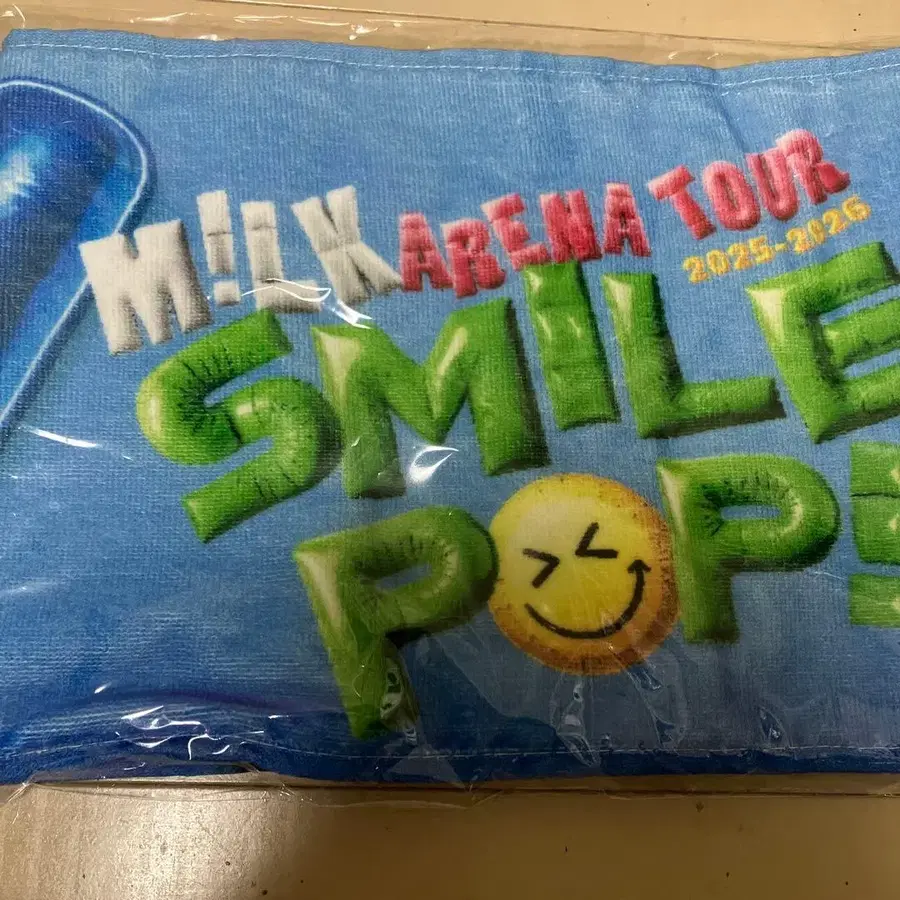 M!LK ARENA TOUR
2025-2026
SMILE
POP!